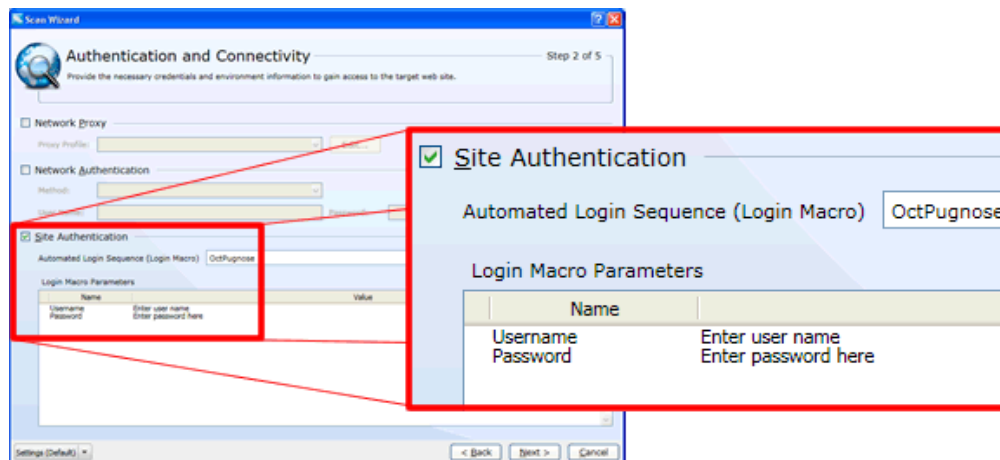 Scan Wizard
Authentication and Connectivity
Step 2 of 5
Provide the necessary credentials and environment information to gain access to the target web site.
Network Proxy
Proxy Profile:
Edit...
Network Authentication
Method:
User Name:
Password:
Site Authentication
Automated Login Sequence (Login Macro) OctPugnose
Login Macro Parameters
Name Value
Username Enter user name
Password Enter password here
Settings (Default)
< Back Next > Cancel
Site Authentication
Automated Login Sequence (Login Macro) OctPugnose
Login Macro Parameters
Name
Username Enter user name
Password Enter password here